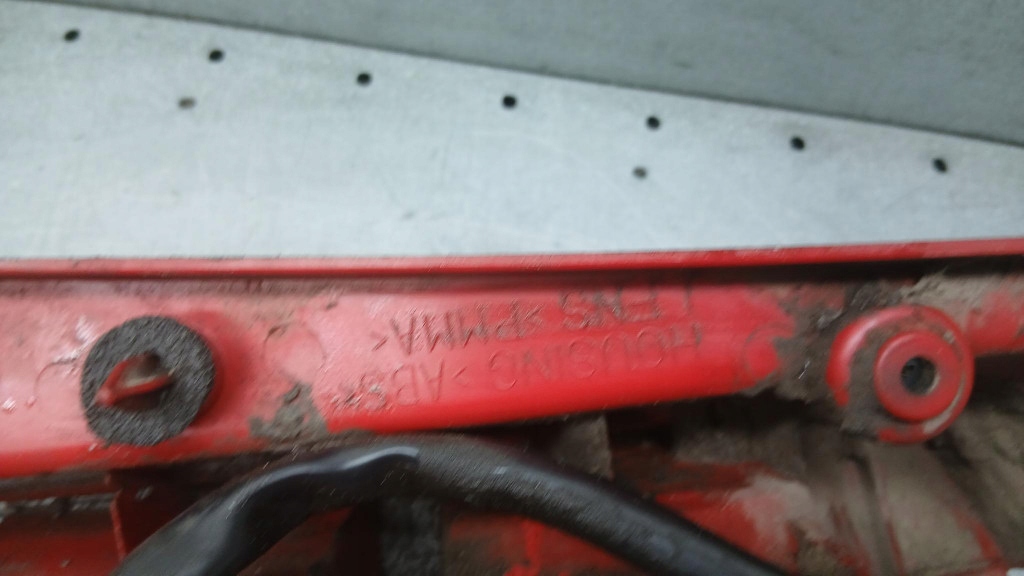 HOUSING >ABS<
LENS >PMMA<